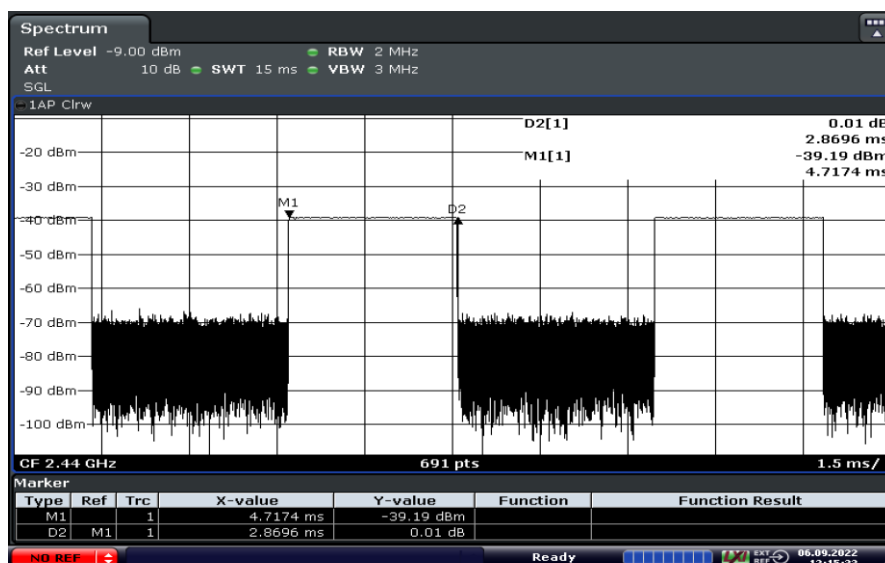 Spectrum
Ref Level -9.00 dBm RBW 2 MHz
Att 10 dB SWT 15 ms VBW 3 MHz
SGL
1AP Clrw
D2[1] 0.01 dB
2.8696 ms
M1[1] -39.19 dBm
4.7174 ms
-20 dBm
-30 dBm
M1
D2
-40 dBm
-50 dBm
-60 dBm
-70 dBm
-80 dBm
-90 dBm
-100 dBm
CF 2.44 GHz 691 pts 1.5 ms/
Marker
Type Ref Trc X-value Y-value Function Function Result
M1 1 4.7174 ms -39.19 dBm
D2 M1 1 2.8696 ms 0.01 dB
NO REF Ready LXI EXT REF 06.09.2022